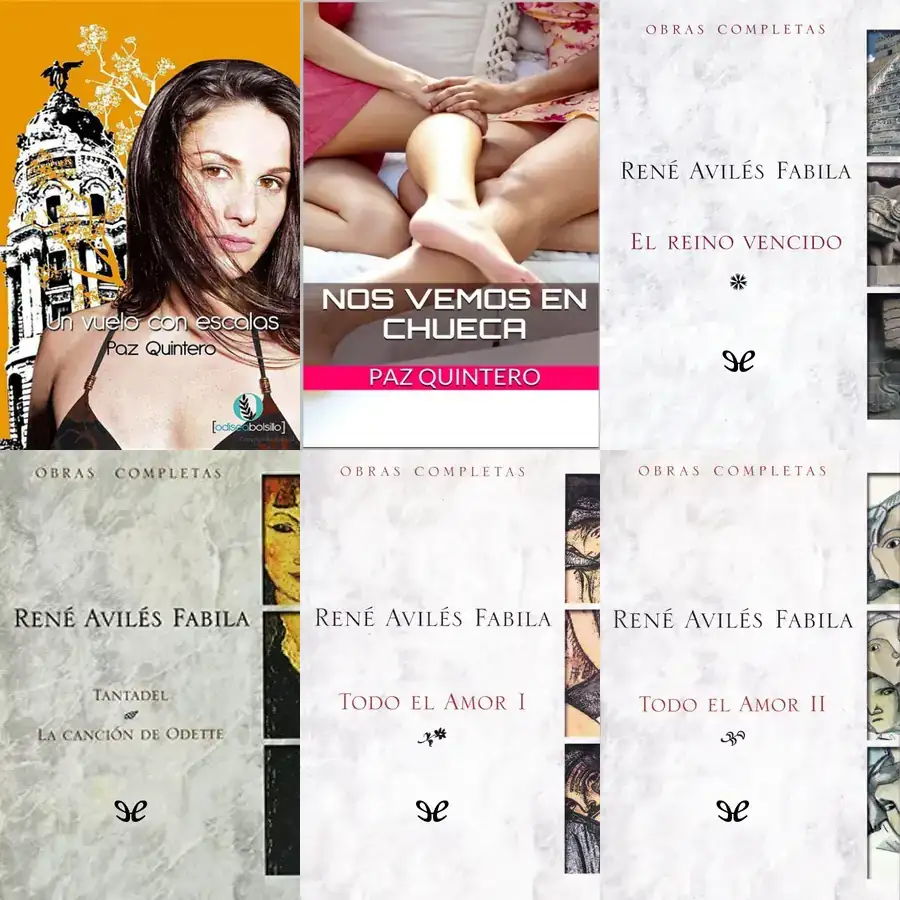 Un vuelo con escalas
Paz Quintero
[odiseabolsillo]
NOS VEMOS EN
CHUECA
PAZ QUINTERO
OBRAS COMPLETAS
RENÉ AVILÉS FABILA
EL REINO VENCIDO
OBRAS COMPLETAS
RENÉ AVILÉS FABILA
TANTADEL
LA CANCIÓN DE ODETTE
OBRAS COMPLETAS
RENÉ AVILÉS FABILA
TODO EL AMOR I
OBRAS COMPLETAS
RENÉ AVILÉS FABILA
TODO EL AMOR II